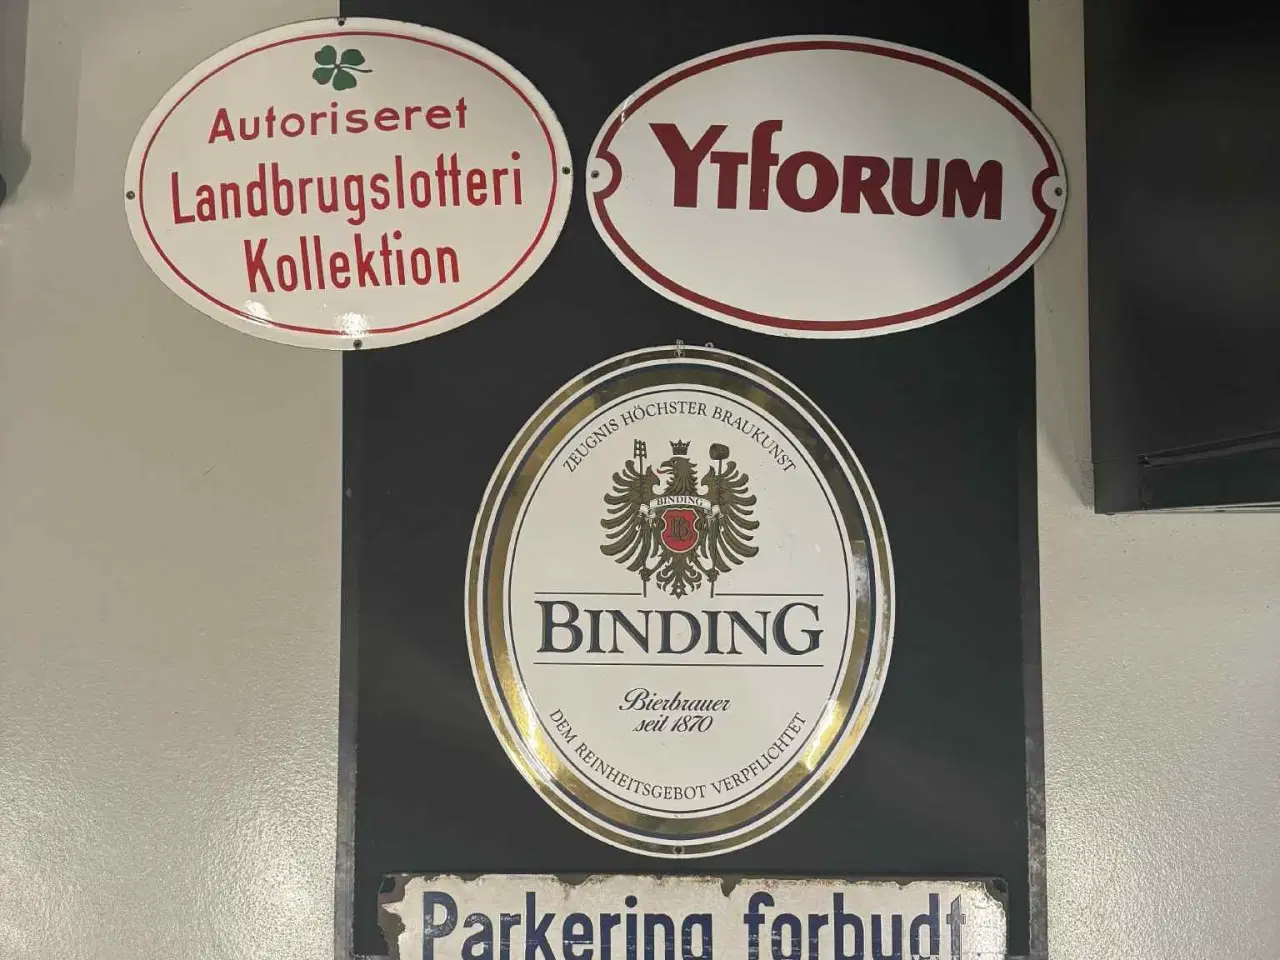 Autoriseret
Landbrugslotteri
Kollektion
YTfORUM
ZEUGNIS HÖCHSTER BRAUKUNST
BINDING
BINDING
Bierbrauer
seit 1870
DEM REINHEITSGEBOT VERPFLICHTET
Parkering forbudt